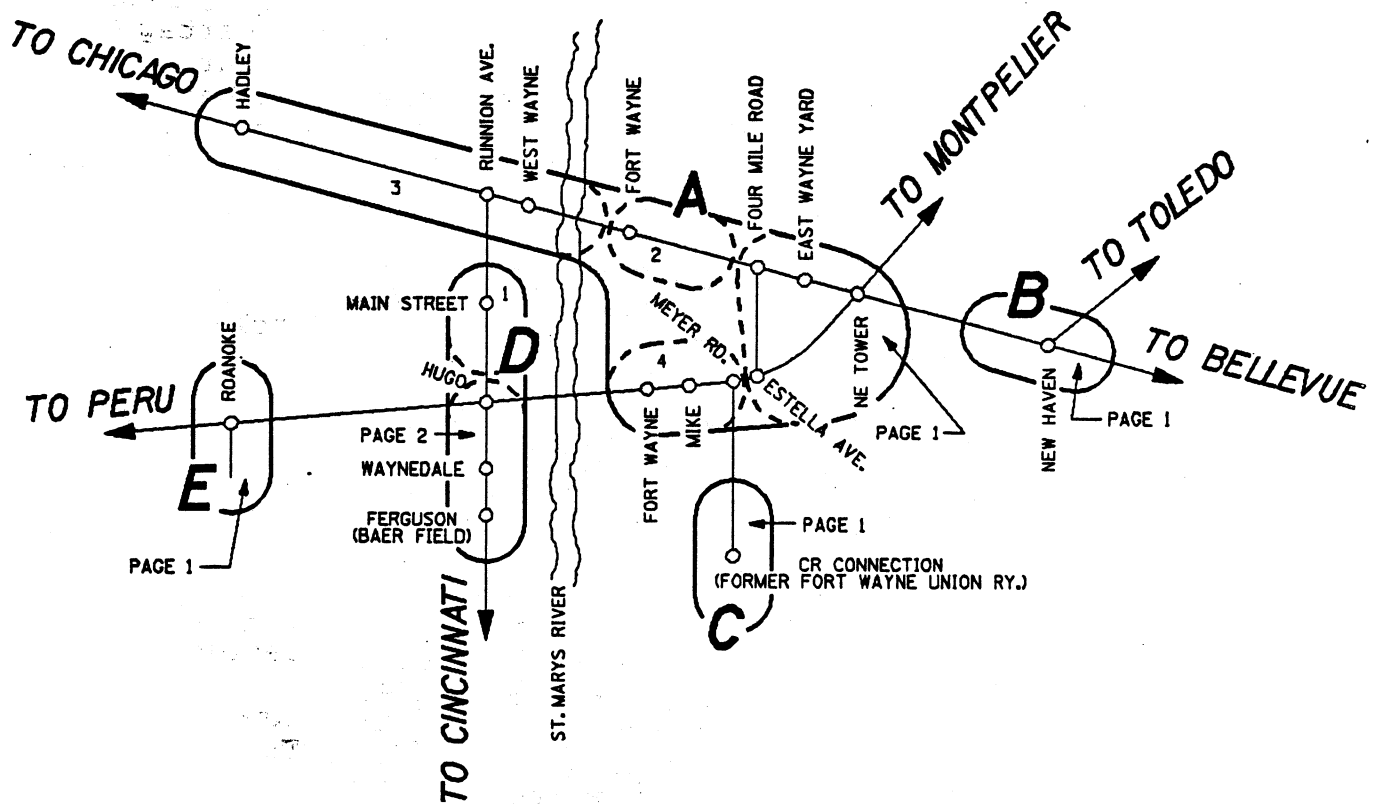 TO CHICAGO
HADLEY
RUNNION AVE.
WEST WAYNE
FORT WAYNE
FOUR MILE ROAD
EAST WAYNE YARD
TO MONTPELIER
A
3
2
TO TOLEDO
B
MAIN STREET
1
D
MEYER RD.
NE TOWER
NEW HAVEN
TO BELLEVUE
PAGE 1
ROANOKE
HUGO
4
TO PERU
PAGE 2
ESTELLA AVE.
PAGE 1
FORT WAYNE
MIKE
WAYNEDALE
E
FERGUSON
(BAER FIELD)
PAGE 1
PAGE 1
CR CONNECTION
(FORMER FORT WAYNE UNION RY.)
C
TO CINCINNATI
ST. MARYS RIVER